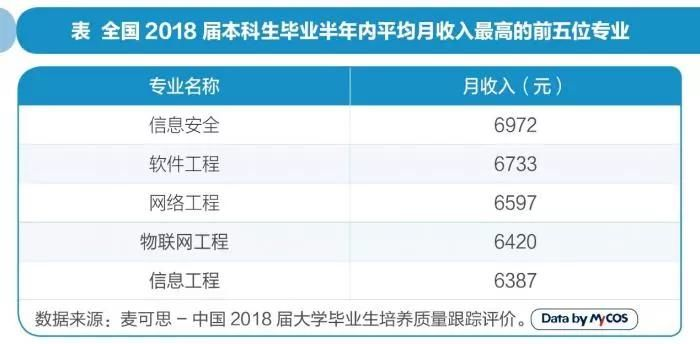 表 全国 2018 届本科生毕业半年内平均月收入最高的前五位专业
专业名称 月收入（元）
信息安全 6972
软件工程 6733
网络工程 6597
物联网工程 6420
信息工程 6387
数据来源：麦可思 – 中国 2018 届大学毕业生培养质量跟踪评价。 Data by MyCOS